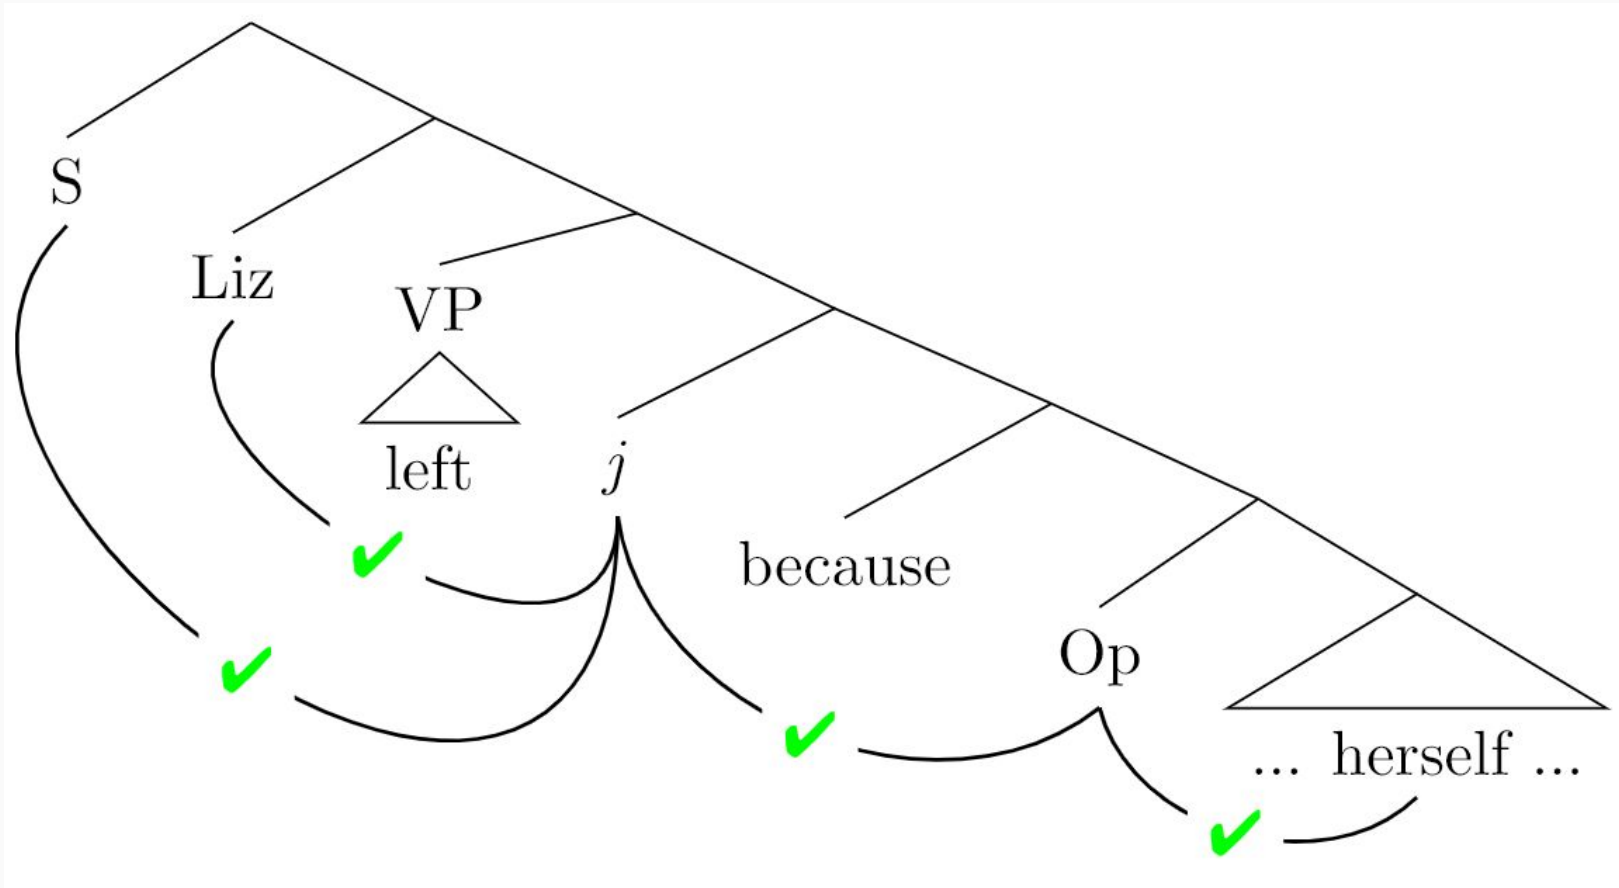 S
Liz
VP
left
j
because
Op
... herself ...